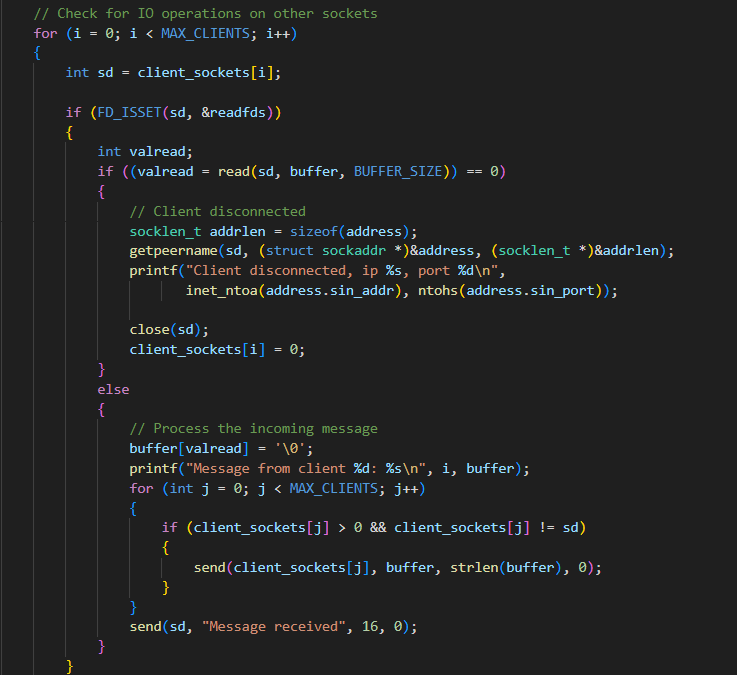 // Check for IO operations on other sockets
for (i = 0; i < MAX_CLIENTS; i++)
{
    int sd = client_sockets[i];

    if (FD_ISSET(sd, &readfds))
    {
        int valread;
        if ((valread = read(sd, buffer, BUFFER_SIZE)) == 0)
        {
            // Client disconnected
            socklen_t addrlen = sizeof(address);
            getpeername(sd, (struct sockaddr *)&address, (socklen_t *)&addrlen);
            printf("Client disconnected, ip %s, port %d\n",
                   inet_ntoa(address.sin_addr), ntohs(address.sin_port));

            close(sd);
            client_sockets[i] = 0;
        }
        else
        {
            // Process the incoming message
            buffer[valread] = '\0';
            printf("Message from client %d: %s\n", i, buffer);
            for (int j = 0; j < MAX_CLIENTS; j++)
            {
                if (client_sockets[j] > 0 && client_sockets[j] != sd)
                {
                    send(client_sockets[j], buffer, strlen(buffer), 0);
                }
            }
            send(sd, "Message received", 16, 0);
        }
    }